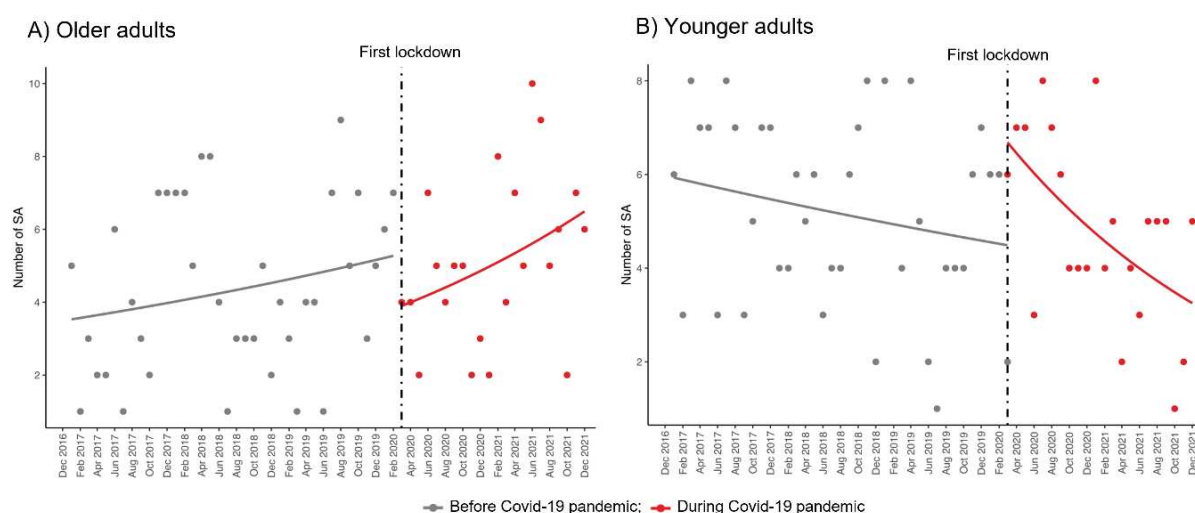 A) Older adults
First lockdown
10
8
6
4
2
Number of SA
Dec 2016
Feb 2017
Apr 2017
Jun 2017
Aug 2017
Oct 2017
Dec 2017
Feb 2018
Apr 2018
Jun 2018
Aug 2018
Oct 2018
Dec 2018
Feb 2019
Apr 2019
Jun 2019
Aug 2019
Oct 2019
Dec 2019
Feb 2020
Apr 2020
Jun 2020
Aug 2020
Oct 2020
Dec 2020
Feb 2021
Apr 2021
Jun 2021
Aug 2021
Oct 2021
Dec 2021
B) Younger adults
First lockdown
8
6
4
2
Number of SA
Dec 2016
Feb 2017
Apr 2017
Jun 2017
Aug 2017
Oct 2017
Dec 2017
Feb 2018
Apr 2018
Jun 2018
Aug 2018
Oct 2018
Dec 2018
Feb 2019
Apr 2019
Jun 2019
Aug 2019
Oct 2019
Dec 2019
Feb 2020
Apr 2020
Jun 2020
Aug 2020
Oct 2020
Dec 2020
Feb 2021
Apr 2021
Jun 2021
Aug 2021
Oct 2021
Dec 2021
Before Covid-19 pandemic; During Covid-19 pandemic